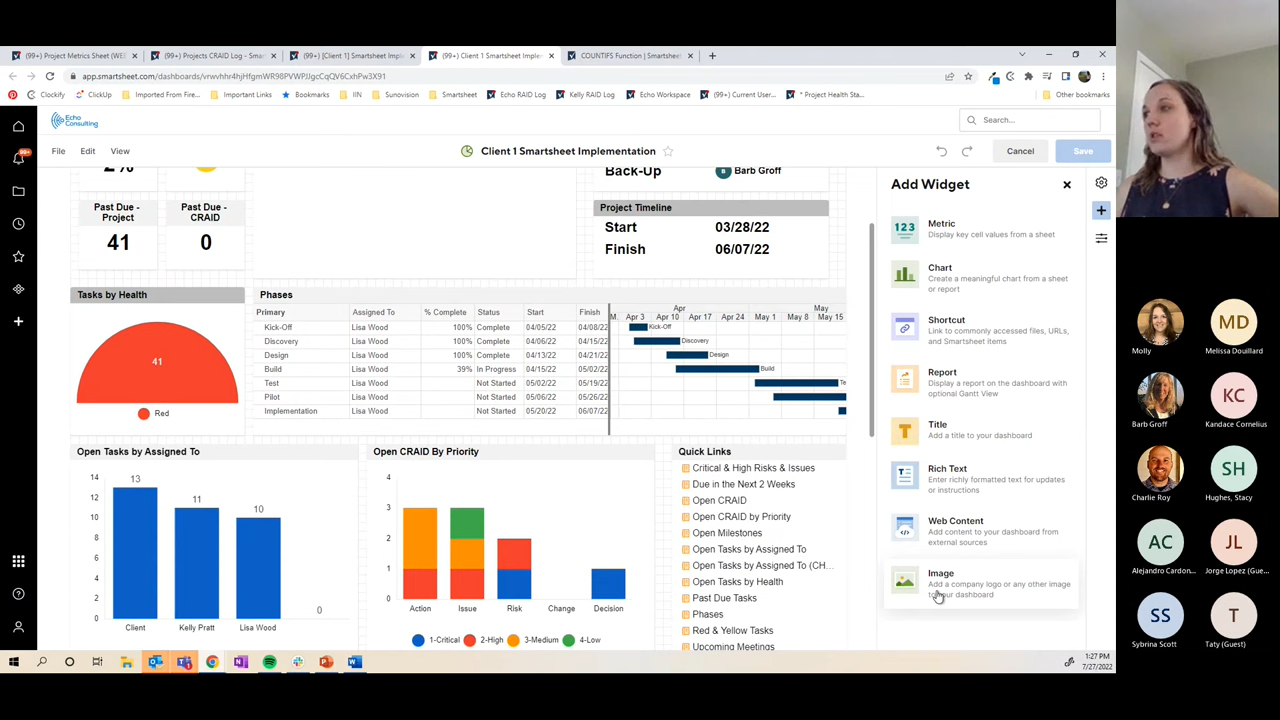 (99+) Project Metrics Sheet (WE
(99+) Projects CRAID Log - Smar
(99+) [Client 1] Smartsheet Impl
(99+) Client 1 Smartsheet Implem
COUNTIFS Function | Smartsheet
app.smartsheet.com/dashboards/
Clockify
ClickUp
Imported From Fire...
Important Links
Bookmarks
IIN
Sunovision
Smartsheet
Echo RAID Log
Kelly RAID Log
Echo Workspace
(99+) Current User...
* Project Health Sta...
Other bookmarks
Echo
Consulting
Search...
99+
File
Edit
View
Client 1 Smartsheet Implementation
Cancel
Save
2%
Back-Up
B
Barb Groff
Past Due -
Project
41
Past Due -
CRAID
0
Project Timeline
Start
03/28/22
Finish
06/07/22
Tasks by Health
41
Red
Phases
Primary Assigned To % Complete Status Start Finish
Kick-Off Lisa Wood 100% Complete 04/05/22 04/08/22
Discovery Lisa Wood 100% Complete 04/06/22 04/15/22
Design Lisa Wood 100% Complete 04/13/22 04/21/22
Build Lisa Wood 39% In Progress 04/15/22 05/02/22
Test Lisa Wood Not Started 05/02/22 05/19/22
Pilot Lisa Wood Not Started 05/06/22 05/26/22
Implementation Lisa Wood Not Started 05/20/22 06/07/22
Apr May
M. Apr 3 Apr 10 Apr 17 Apr 24 May 1 May 8 May 15
Kick-Off
Discovery
Design
Build
Te
Open Tasks by Assigned To
14
12
10
8
6
4
2
0
13
11
10
0
Client
Kelly Pratt
Lisa Wood
Open CRAID By Priority
4
3
2
1
0
Action
Issue
Risk
Change
Decision
1-Critical
2-High
3-Medium
4-Low
Quick Links
Critical & High Risks & Issues
Due in the Next 2 Weeks
Open CRAID
Open CRAID by Priority
Open Milestones
Open Tasks by Assigned To
Open Tasks by Assigned To (CH...
Open Tasks by Health
Past Due Tasks
Phases
Red & Yellow Tasks
Upcoming Meetings
Add Widget
123
Metric
Display key cell values from a sheet
Chart
Create a meaningful chart from a sheet
or report
Shortcut
Link to commonly accessed files, URLs,
and Smartsheet items
Report
Display a report on the dashboard with
optional Gantt View
T
Title
Add a title to your dashboard
T
Rich Text
Enter richly formatted text for updates
or instructions
Web Content
Add content to your dashboard from
external sources
Image
Add a company logo or any other image
to your dashboard
1:27 PM
7/27/2022
Molly
MD
Melissa Douillard
Barb Groff
KC
Kandace Cornelius
Charlie Roy
SH
Hughes, Stacy
AC
Alejandro Cardon...
JL
Jorge Lopez (Gue...
SS
Sybrina Scott
T
Taty (Guest)